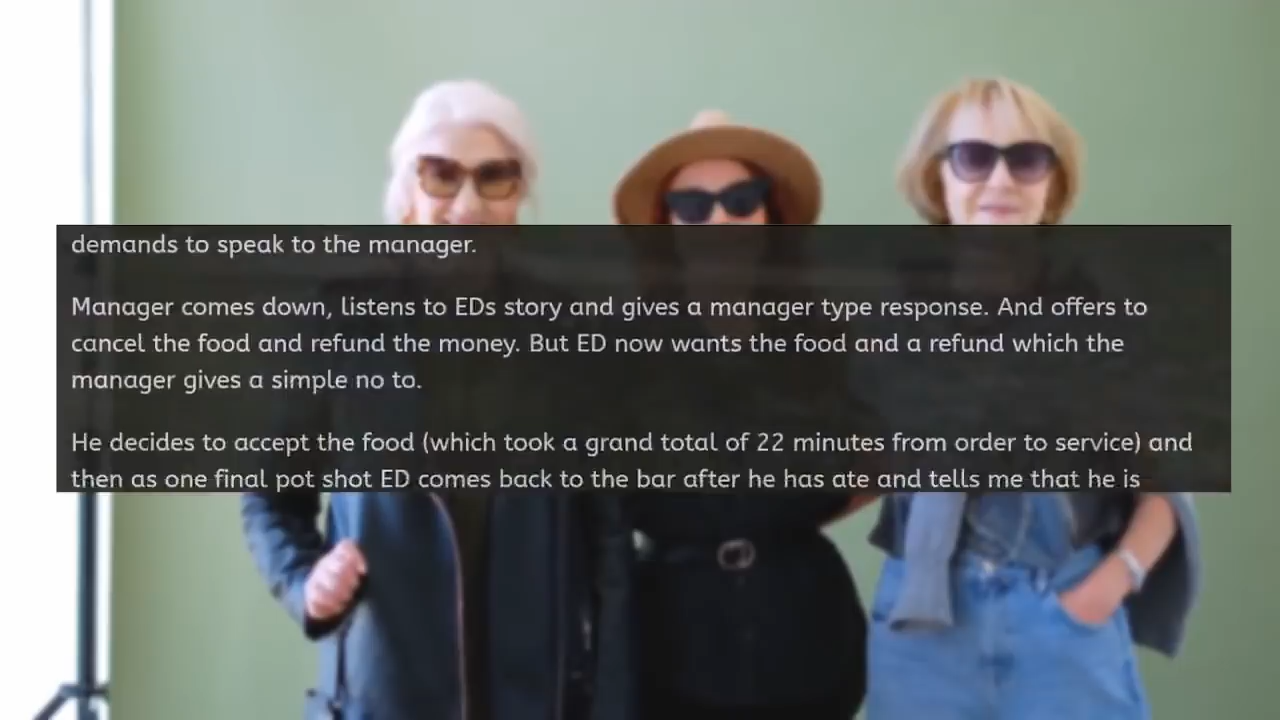 demands to speak to the manager.
Manager comes down, listens to EDs story and gives a manager type response. And offers to
cancel the food and refund the money. But ED now wants the food and a refund which the
manager gives a simple no to.
He decides to accept the food (which took a grand total of 22 minutes from order to service) and
then as one final pot shot ED comes back to the bar after he has ate and tells me that he is